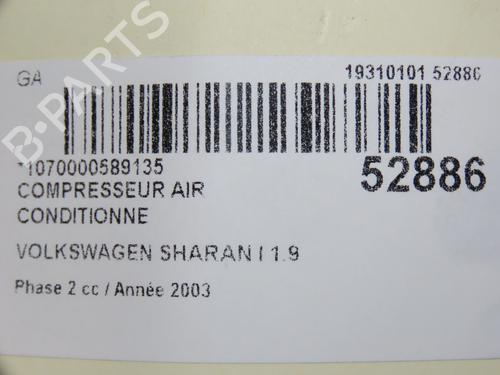 GA 19310101 52886
*1070000589135 52886
COMPRESSEUR AIR
CONDITIONNE
VOLKSWAGEN SHARAN I 1.9
Phase 2 cc / Année 2003
B-PARTS